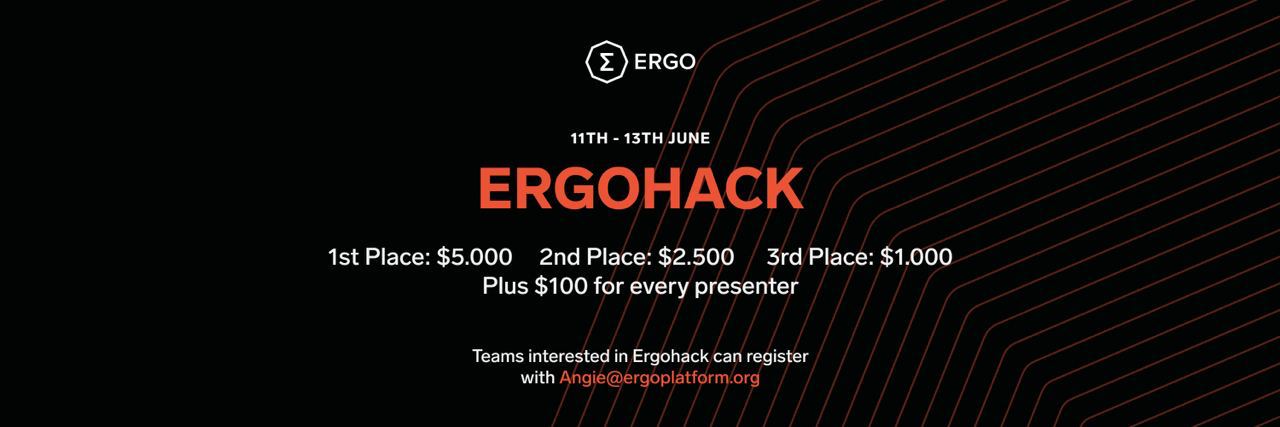 Σ ERGO
11TH - 13TH JUNE
ERGOHACK
1st Place: $5.000 2nd Place: $2.500 3rd Place: $1.000
Plus $100 for every presenter
Teams interested in Ergohack can register
with Angie@ergoplatform.org